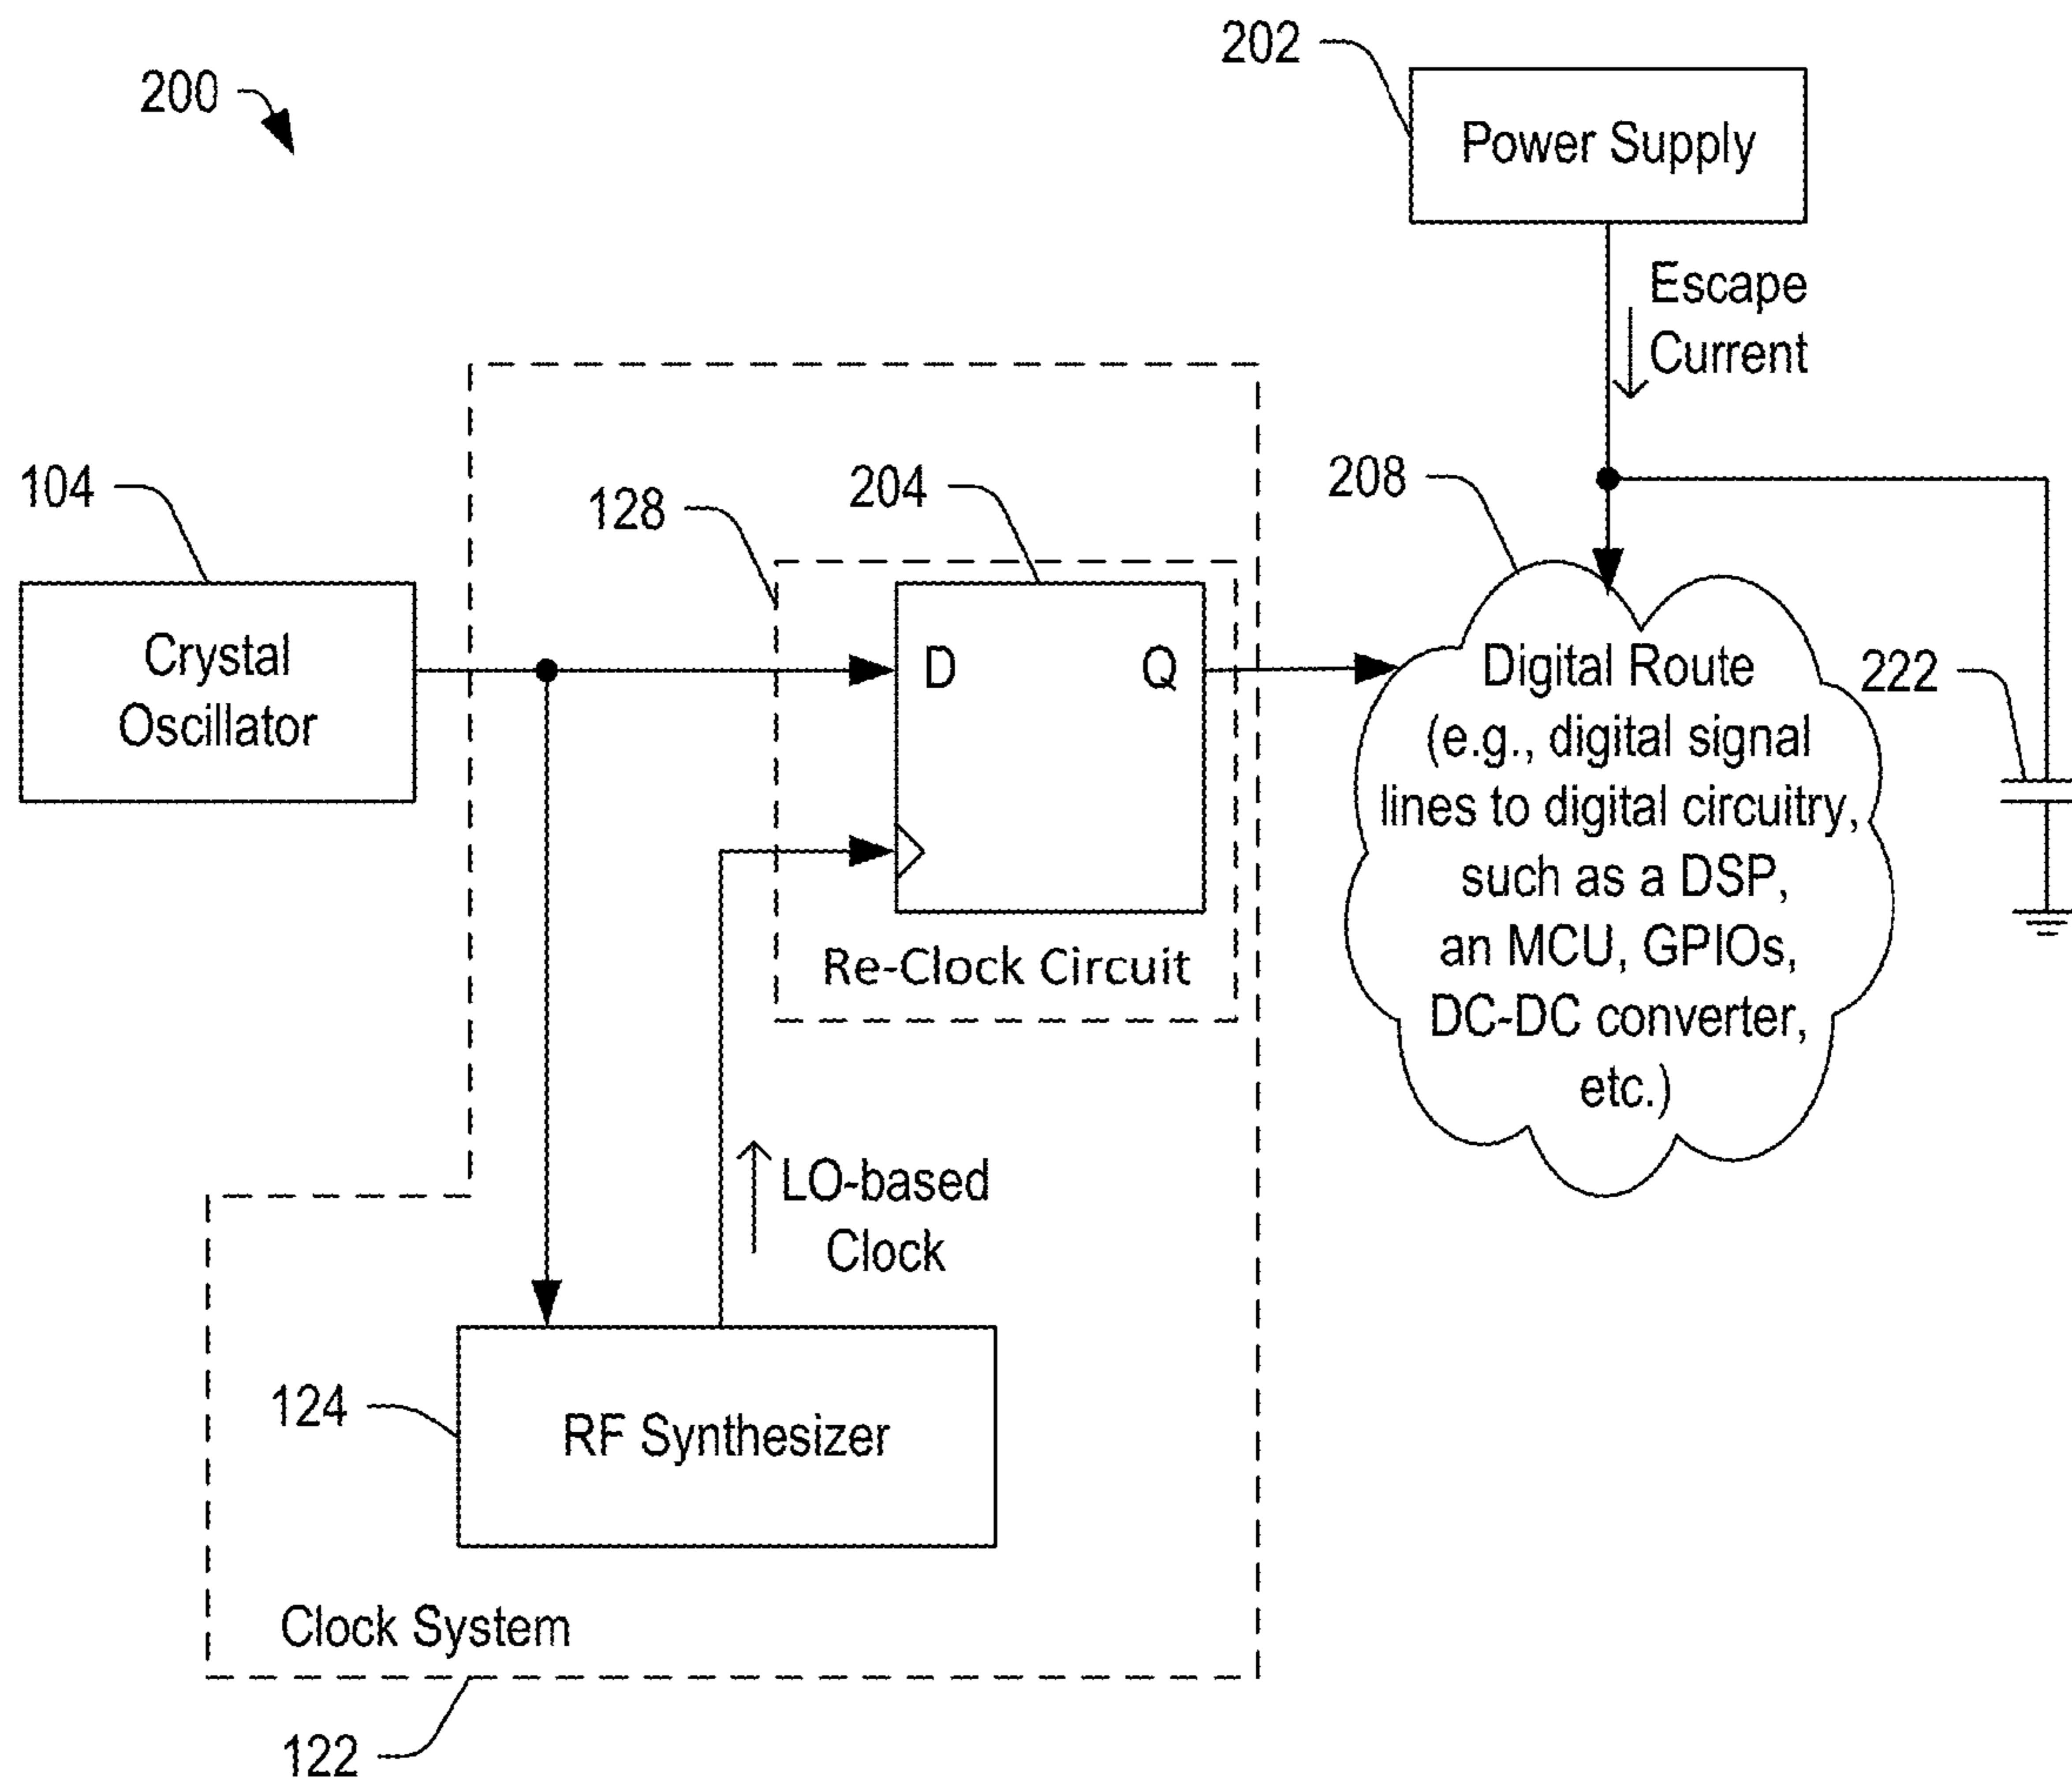 200
202
Power Supply
Escape
Current
104
128
204
208
Crystal
Oscillator
D
Q
Re-Clock Circuit
Digital Route
(e.g., digital signal
lines to digital circuitry,
such as a DSP,
an MCU, GPIOs,
DC-DC converter,
etc.)
222
LO-based
Clock
124
RF Synthesizer
Clock System
122